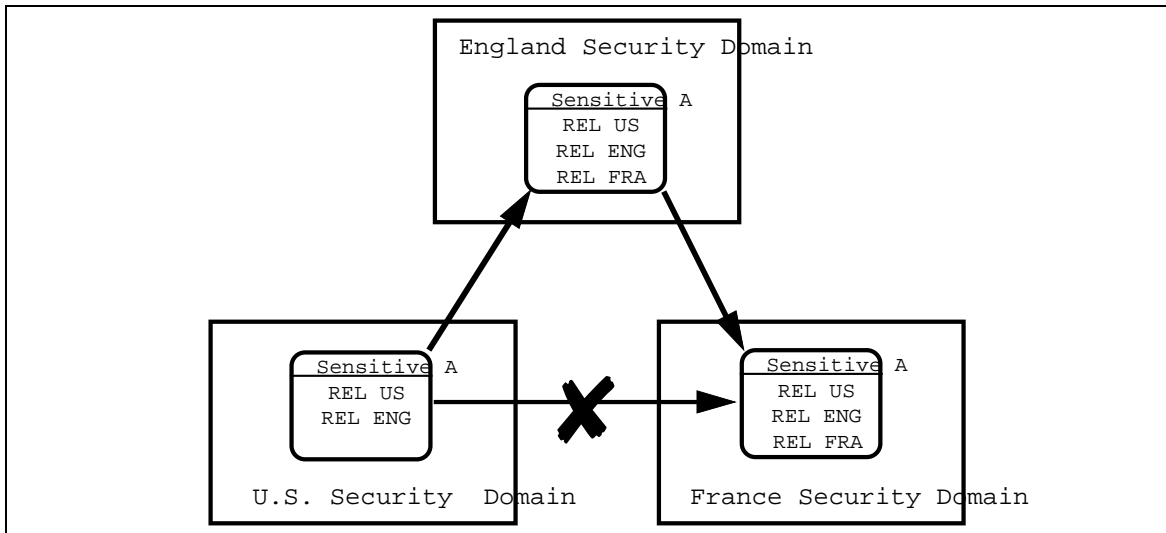 England Security Domain
Sensitive A
REL US
REL ENG
REL FRA
Sensitive A
REL US
REL ENG
U.S. Security Domain
Sensitive A
REL US
REL ENG
REL FRA
France Security Domain